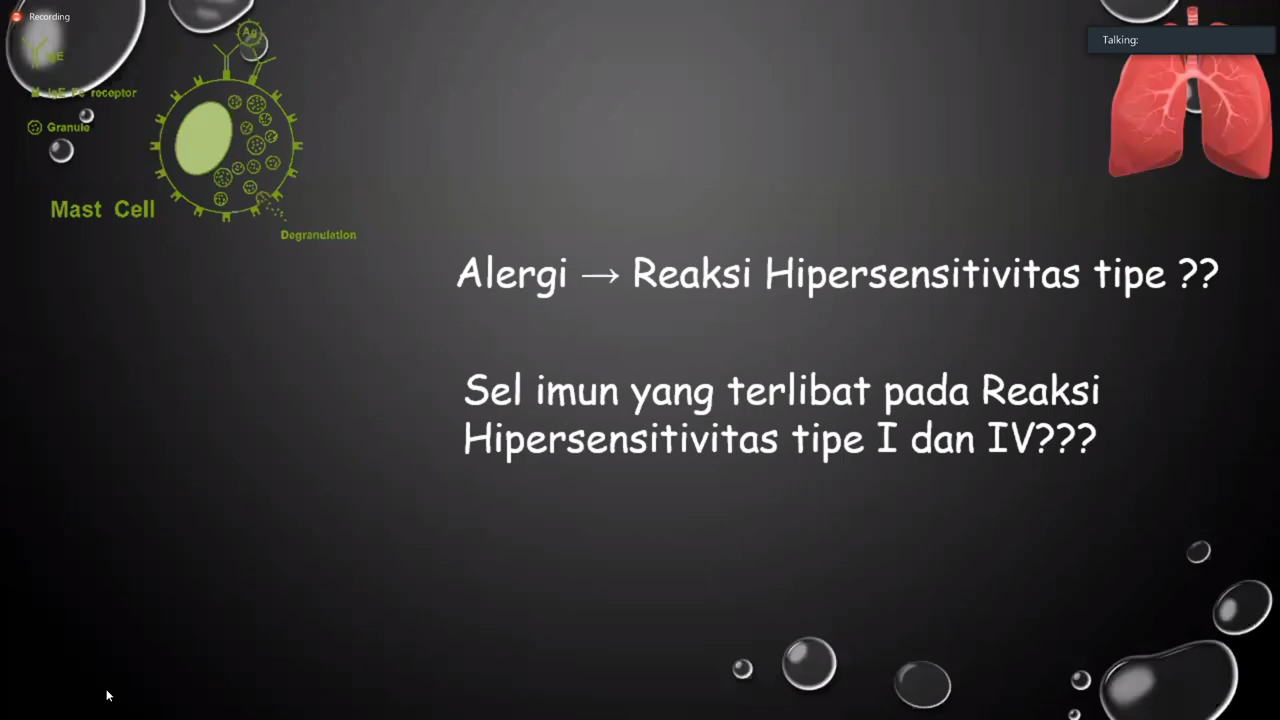 Recording
Talking:
Ag
IgE
IgE Fc receptor
Granule
Mast Cell
Degranulation
Alergi → Reaksi Hipersensitivitas tipe ??
Sel imun yang terlibat pada Reaksi
Hipersensitivitas tipe I dan IV???